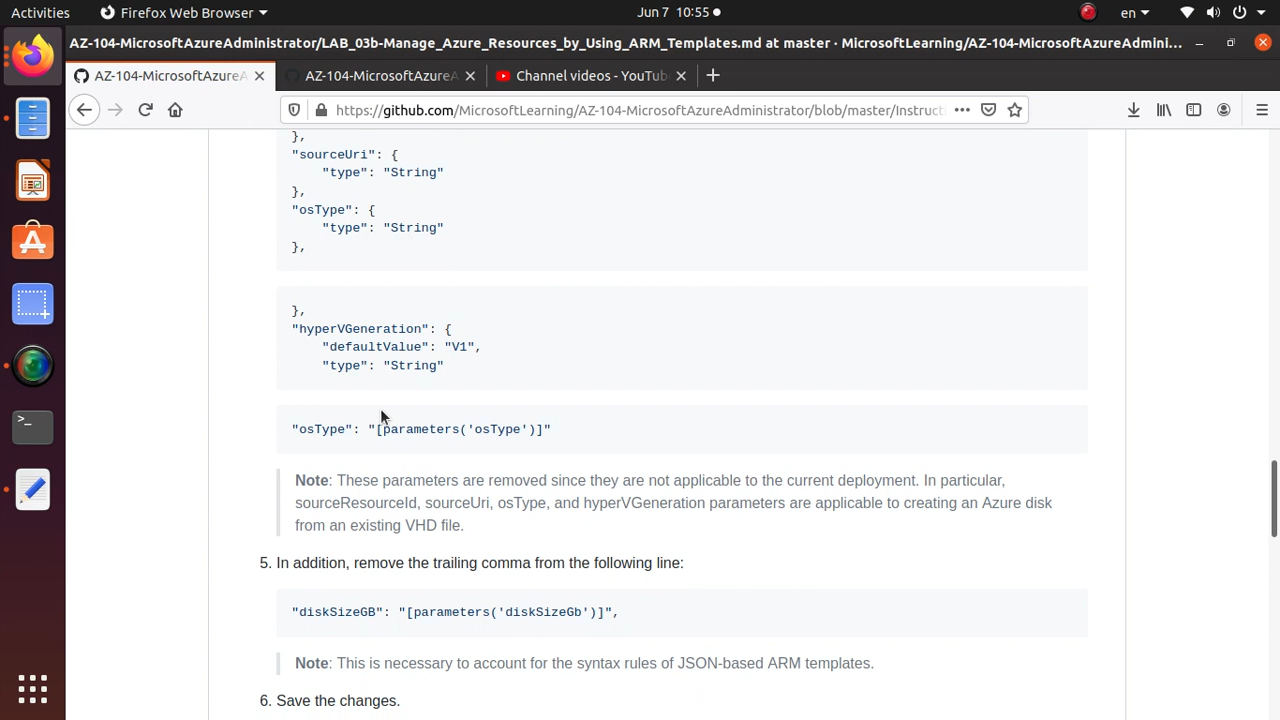 Activities
Firefox Web Browser
Jun 7 10:55
en
AZ-104-MicrosoftAzureAdministrator/LAB_03b-Manage_Azure_Resources_by_Using_ARM_Templates.md at master · MicrosoftLearning/AZ-104-MicrosoftAzureAdmini...
AZ-104-MicrosoftAzureA
AZ-104-MicrosoftAzureA
Channel videos - YouTub
https://github.com/MicrosoftLearning/AZ-104-MicrosoftAzureAdministrator/blob/master/Instruct
},
"sourceUri": {
"type": "String"
},
"osType": {
"type": "String"
},
},
"hyperVGeneration": {
"defaultValue": "V1",
"type": "String"
"osType": "[parameters('osType')]"
Note: These parameters are removed since they are not applicable to the current deployment. In particular,
sourceResourceId, sourceUri, osType, and hyperVGeneration parameters are applicable to creating an Azure disk
from an existing VHD file.
5. In addition, remove the trailing comma from the following line:
"diskSizeGB": "[parameters('diskSizeGb')]",
Note: This is necessary to account for the syntax rules of JSON-based ARM templates.
6. Save the changes.